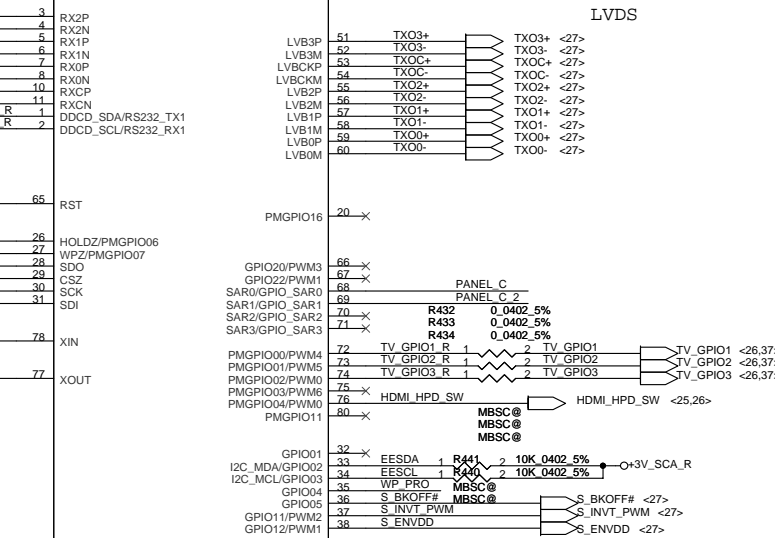 LVDS
3 RX2P
4 RX2N
5 RX1P
6 RX1N
7 RX0P
8 RX0N
10 RXCP
11 RXCN
R 1 DDCD_SDA/RS232_TX1
R 2 DDCD_SCL/RS232_RX1
65 RST
26 HOLDZ/PMGPIO06
27 WPZ/PMGPIO07
28 SDO
29 CSZ
30 SCK
31 SDI
78 XIN
77 XOUT
LVB3P 51 TXO3+ TXO3+ <27>
LVB3M 52 TXO3- TXO3- <27>
LVBCKP 53 TXOC+ TXOC+ <27>
LVBCKM 54 TXOC- TXOC- <27>
LVB2P 55 TXO2+ TXO2+ <27>
LVB2M 56 TXO2- TXO2- <27>
LVB1P 57 TXO1+ TXO1+ <27>
LVB1M 58 TXO1- TXO1- <27>
LVB0P 59 TXO0+ TXO0+ <27>
LVB0M 60 TXO0- TXO0- <27>
PMGPIO16 20
GPIO20/PWM3 66
GPIO22/PWM1 67
SAR0/GPIO_SAR0 68 PANEL_C
SAR1/GPIO_SAR1 69 PANEL_C_2
SAR2/GPIO_SAR2 70
SAR3/GPIO_SAR3 71
R432 0_0402_5%
R433 0_0402_5%
R434 0_0402_5%
PMGPIO00/PWM4 72 TV_GPIO1_R 1 2 TV_GPIO1 TV_GPIO1 <26,37>
PMGPIO01/PWM5 73 TV_GPIO2_R 1 2 TV_GPIO2 TV_GPIO2 <26,37>
PMGPIO02/PWM0 74 TV_GPIO3_R 1 2 TV_GPIO3 TV_GPIO3 <26,37>
PMGPIO03/PWM6 75
PMGPIO04/PWM0 76 HDMI_HPD_SW HDMI_HPD_SW <25,26>
PMGPIO11 80
MBSC@
MBSC@
MBSC@
GPIO01 32
I2C_MDA/GPIO02 33 EESDA 1 R441 2 10K_0402_5% +3V_SCA_R
I2C_MCL/GPIO03 34 EESCL 1 R440 2 10K_0402_5%
GPIO04 35 WP_PRO MBSC@
GPIO05 36 S_BKOFF# MBSC@ S_BKOFF# <27>
GPIO11/PWM2 37 S_INVT_PWM S_INVT_PWM <27>
GPIO12/PWM1 38 S_ENVDD S_ENVDD <27>